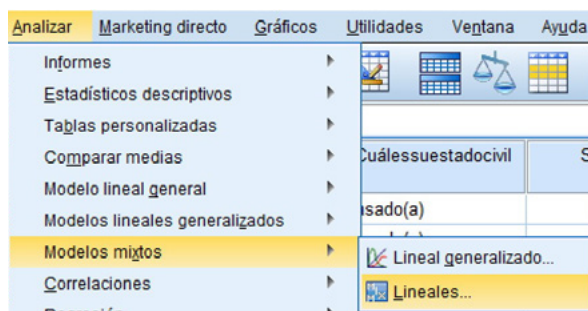 Analizar Marketing directo Gráficos Utilidades Ventana Ayuda
Informes
Estadísticos descriptivos
Tablas personalizadas
Comparar medias
Cuálessuestadocivil S
Modelo lineal general
Modelos lineales generalizados
asado(a)
Modelos mixtos
Lineal generalizado...
Correlaciones
Lineales...